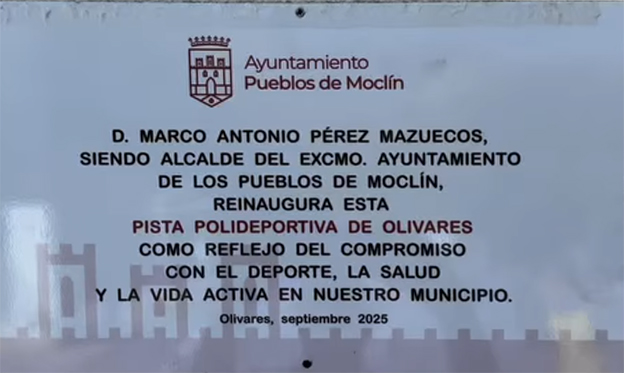 Ayuntamiento
Pueblos de Moclín
D. MARCO ANTONIO PÉREZ MAZUECOS,
SIENDO ALCALDE DEL EXCMO. AYUNTAMIENTO
DE LOS PUEBLOS DE MOCLÍN,
REINAUGURA ESTA
PISTA POLIDEPORTIVA DE OLIVARES
COMO REFLEJO DEL COMPROMISO
CON EL DEPORTE, LA SALUD
Y LA VIDA ACTIVA EN NUESTRO MUNICIPIO.
Olivares, septiembre 2025